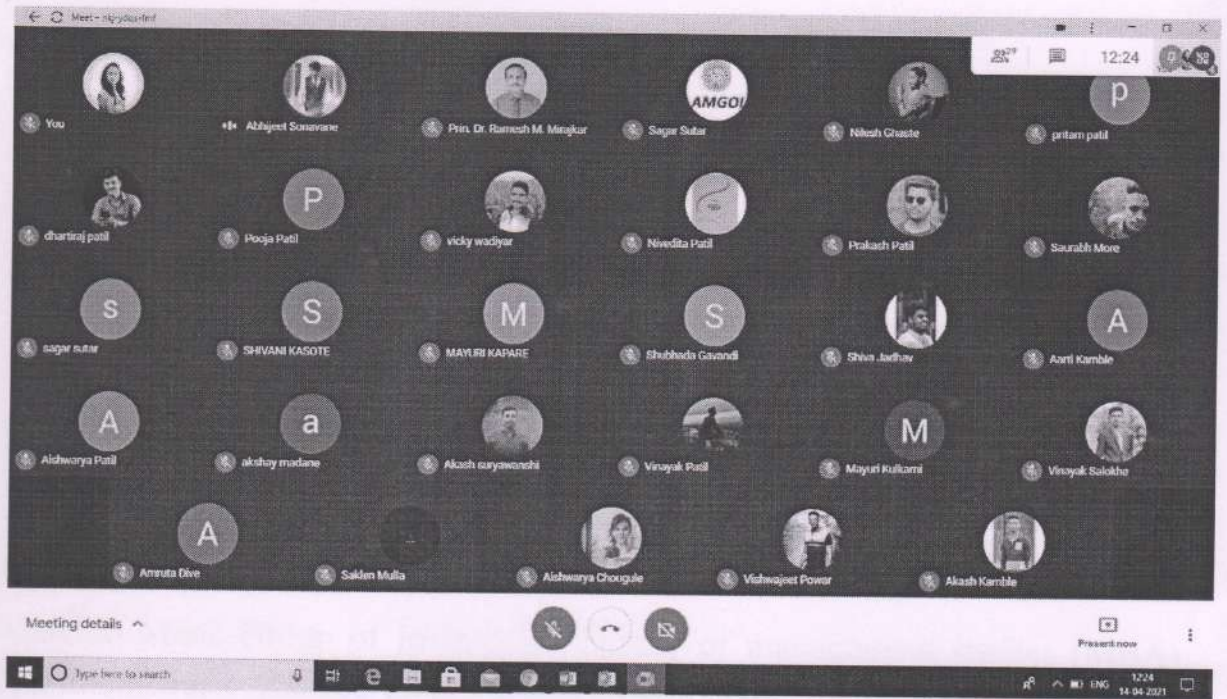 Meet -
29
12:24
AMGOI
P
You
Abhijeet Sonavane
Prin. Dr. Ramesh M. Mirajkar
Sagar Sutar
Nilesh Ghaste
pritam patil
P
dhartiraj patil
Pooja Patil
vicky wadiyar
Nivedita Patil
Prakash Patil
Saurabh More
S
S
M
S
A
sagar sutar
SHIVANI KASOTE
MAYURI KAPARE
Shubhada Gavandi
Shiva Jadhav
Aarti Kamble
A
a
M
Aishwarya Patil
akshay madane
Akash suryawanshi
Vinayak Patil
Mayuri Kulkarni
Vinayak Salokhe
A
Amruta Dive
Saklen Mulla
Aishwarya Chougule
Vishwajeet Powar
Akash Kamble
Meeting details
Present now
Type here to search
ENG
12:24
14-04-2021